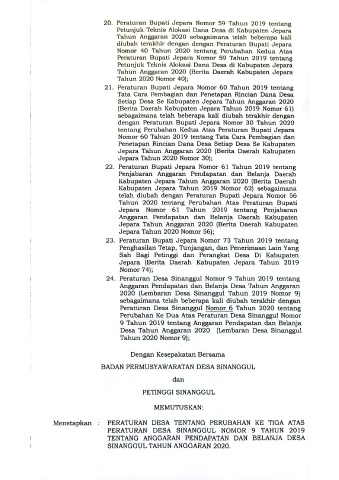 20. Peraturan Bupati Jepara Nomor 59 Tahun 2019 tentang
Petunjuk Teknis Alokasi Dana Desa di Kabupaten Jepara
Tahun Anggaran 2020 sebagaimana telah beberapa kali
diubah terakhir dengan dengan Peraturan Bupati Jepara
Nomor 40 Tahun 2020 tentang Perubahan Kedua Atas
Peraturan Bupati Jepara Nomor 59 Tahun 2019 tentang
Petunjuk Teknis Alokasi Dana Desa di Kabupaten Jepara
Tahun Anggaran 2020 (Berita Daerah Kabupaten Jepara
Tahun 2020 Nomor 40);
21. Peraturan Bupati Jepara Nomor 60 Tahun 2019 tentang
Tata Cara Pembagian dan Penetapan Rincian Dana Desa
Setiap Desa Se Kabupaten Jepara Tahun Anggaran 2020
(Berita Daerah Kabupaten Jepara Tahun 2019 Nomor 61)
sebagaimana telah beberapa kali diubah terakhir dengan
dengan Peraturan Bupati Jepara Nomor 30 Tahun 2020
tentang Perubahan Kedua Atas Peraturan Bupati Jepara
Nomor 60 Tahun 2019 tentang Tata Cara Pembagian dan
Penetapan Rincian Dana Desa Setiap Desa Se Kabupaten
Jepara Tahun Anggaran 2020 (Berita Daerah Kabupaten
Jepara Tahun 2020 Nomor 30);
22. Peraturan Bupati Jepara Nomor 61 Tahun 2019 tentang
Penjabaran Anggaran Pendapatan dan Belanja Daerah
Kabupaten Jepara Tahun Anggaran 2020 (Berita Daerah
Kabupaten Jepara Tahun 2019 Nomor 62) sebagaimana
telah diubah dengan Peraturan Bupati Jepara Nomor 56
Tahun 2020 tentang Perubahan Atas Peraturan Bupati
Jepara Nomor 61 Tahun 2019 tentang Penjabaran
Anggaran Pendapatan dan Belanja Daerah Kabupaten
Jepara Tahun Anggaran 2020 (Berita Daerah Kabupaten
Jepara Tahun 2020 Nomor 56);
23. Peraturan Bupati Jepara Nomor 73 Tahun 2019 tentang
Penghasilan Tetap, Tunjangan, dan Penerimaan Lain Yang
Sah Bagi Petinggi dan Perangkat Desa Di Kabupaten
Jepara (Berita Daerah Kabupaten Jepara Tahun 2019
Nomor 74);
24. Peraturan Desa Sinanggul Nomor 9 Tahun 2019 tentang
Anggaran Pendapatan dan Belanja Desa Tahun Anggaran
2020 (Lembaran Desa Sinanggul Tahun 2019 Nomor 9)
sebagaimana telah beberapa kali diubah terakhir dengan
Peraturan Desa Sinanggul Nomor 6 Tahun 2020 tentang
Perubahan Ke Dua Atas Peraturan Desa Sinanggul Nomor
9 Tahun 2019 tentang Anggaran Pendapatan dan Belanja
Desa Tahun Anggaran 2020 (Lembaran Desa Sinanggul
Tahun 2020 Nomor 9);
Dengan Kesepakatan Bersama
BADAN PERMUSYAWARATAN DESA SINANGGUL
dan
PETINGGI SINANGGUL
MEMUTUSKAN:
Menetapkan : PERATURAN DESA TENTANG PERUBAHAN KE TIGA ATAS
PERATURAN DESA SINANGGUL NOMOR 9 TAHUN 2019
TENTANG ANGGARAN PENDAPATAN DAN BELANJA DESA
SINANGGUL TAHUN ANGGARAN 2020.